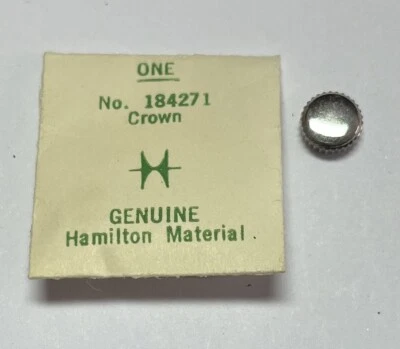 ONE
No. 184271
Crown
GENUINE
Hamilton Material